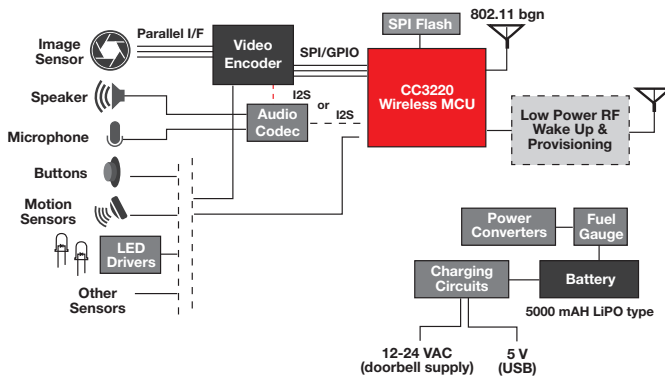 802.11 bgn
SPI Flash
Parallel I/F
Image
Sensor
Video
Encoder
SPI/GPIO
CC3220
Wireless MCU
Speaker
I2S
or
I2S
Audio
Codec
Low Power RF
Wake Up &
Provisioning
Microphone
Buttons
Motion
Sensors
LED
Drivers
Other
Sensors
Power
Converters
Fuel
Gauge
Charging
Circuits
Battery
5000 mAH LiPO type
12-24 VAC
(doorbell supply)
5 V
(USB)